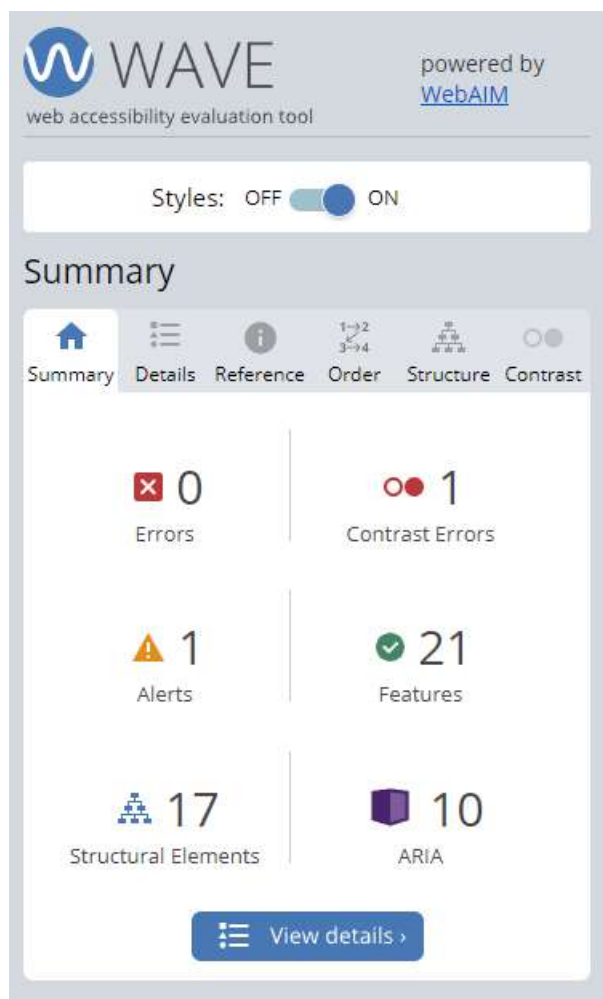 WAVE
powered by
WebAIM
web accessibility evaluation tool
Styles: OFF ON
Summary
1 2
3 4
Summary Details Reference Order Structure Contrast
0 1
Errors Contrast Errors
1 21
Alerts Features
17 10
Structural Elements ARIA
View details ›